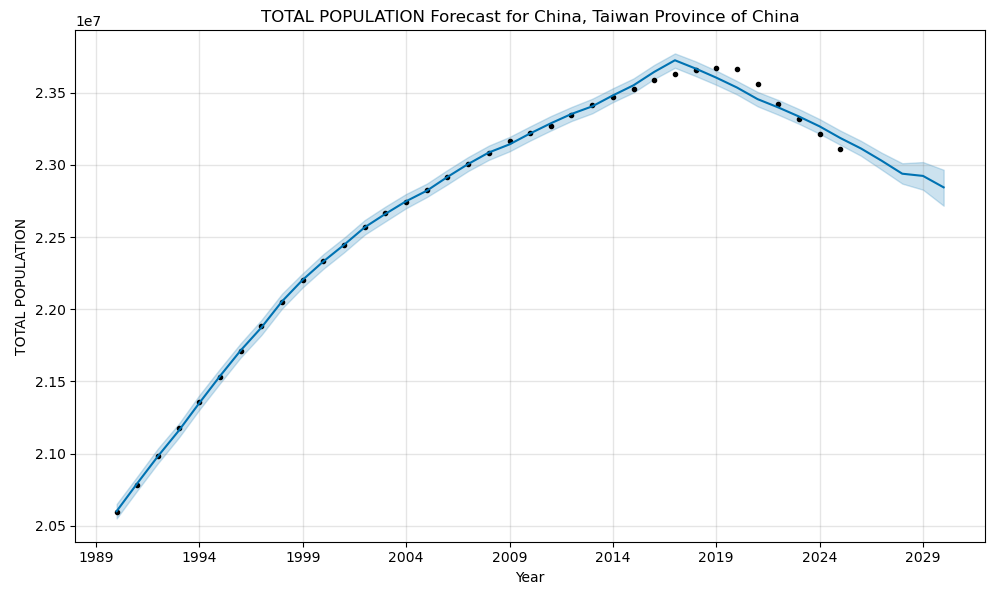 TOTAL POPULATION Forecast for China, Taiwan Province of China
1e7
2.35
2.30
2.25
2.20
2.15
2.10
2.05
TOTAL POPULATION
1989 1994 1999 2004 2009 2014 2019 2024 2029
Year